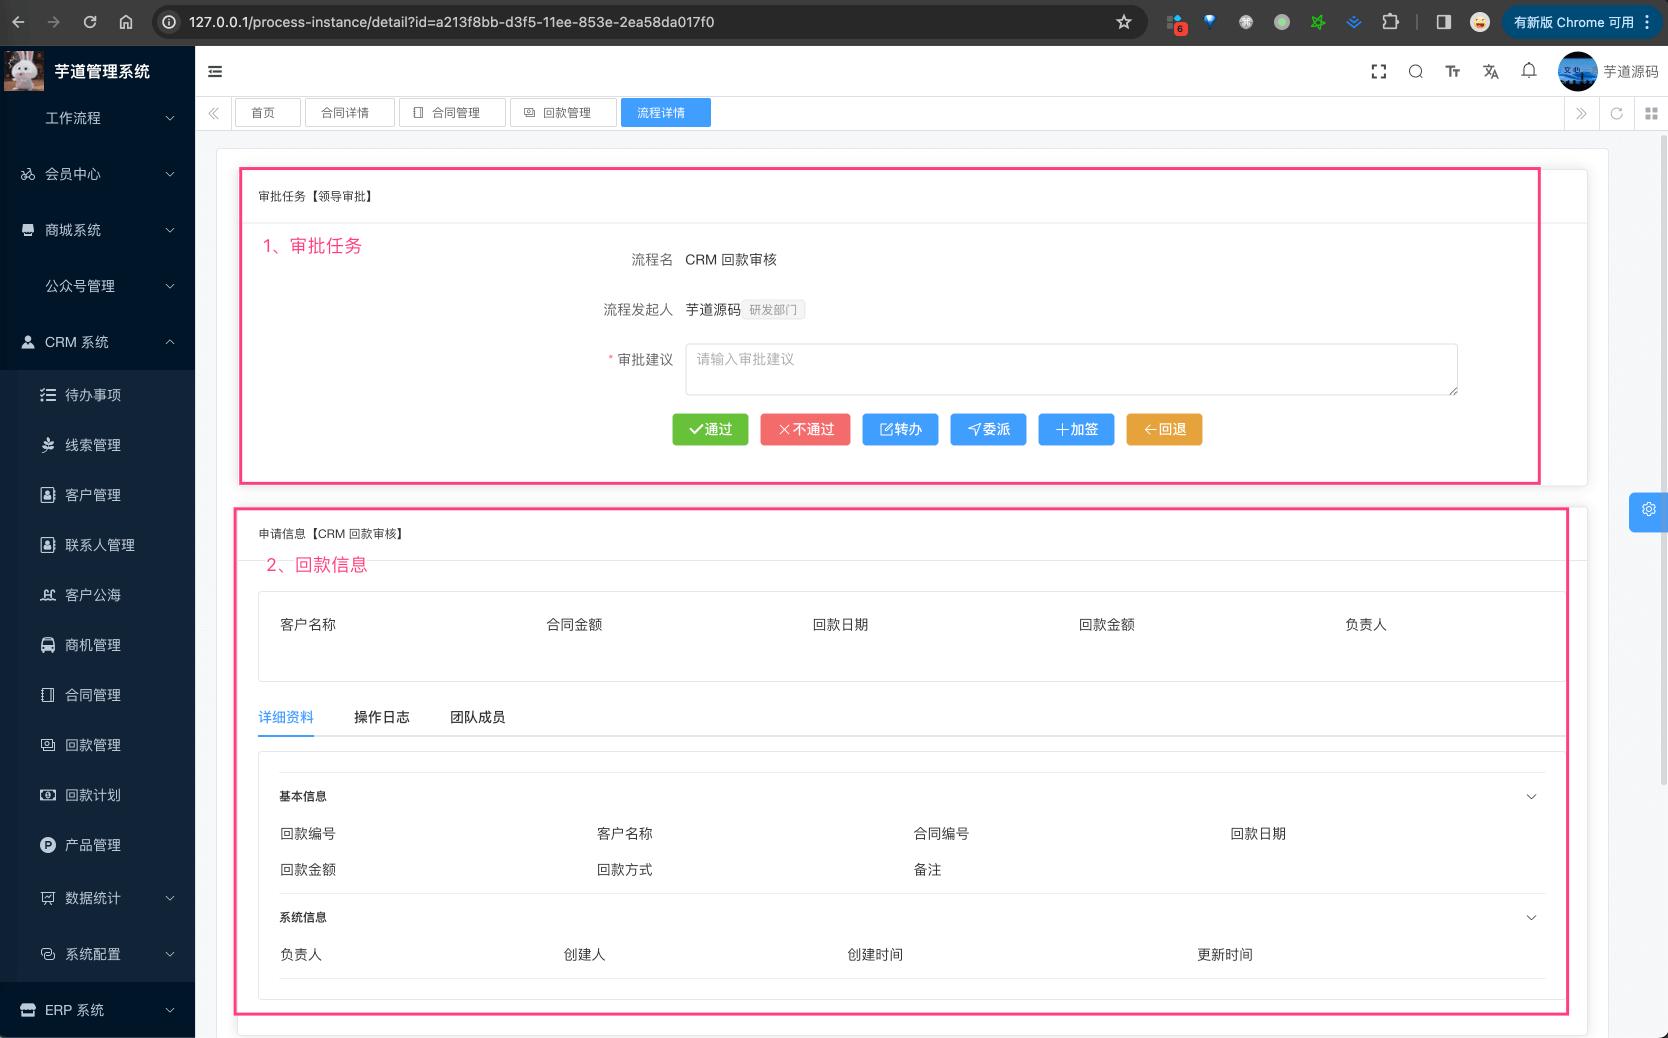 127.0.0.1/process-instance/detail?id=a213f8bb-d3f5-11ee-853e-2ea58da017f0
6
有新版 Chrome 可用
芋道管理系统
芋道源码
首页
合同详情
合同管理
回款管理
流程详情
工作流程
会员中心
商城系统
公众号管理
CRM 系统
待办事项
线索管理
客户管理
联系人管理
客户公海
商机管理
合同管理
回款管理
回款计划
产品管理
数据统计
系统配置
ERP 系统
审批任务【领导审批】
1、审批任务
流程名 CRM 回款审核
流程发起人 芋道源码 研发部门
* 审批建议 请输入审批建议
通过 不通过 转办 委派 加签 回退
申请信息【CRM 回款审核】
2、回款信息
客户名称 合同金额 回款日期 回款金额 负责人
详细资料 操作日志 团队成员
基本信息
回款编号 客户名称 合同编号 回款日期
回款金额 回款方式 备注
系统信息
负责人 创建人 创建时间 更新时间